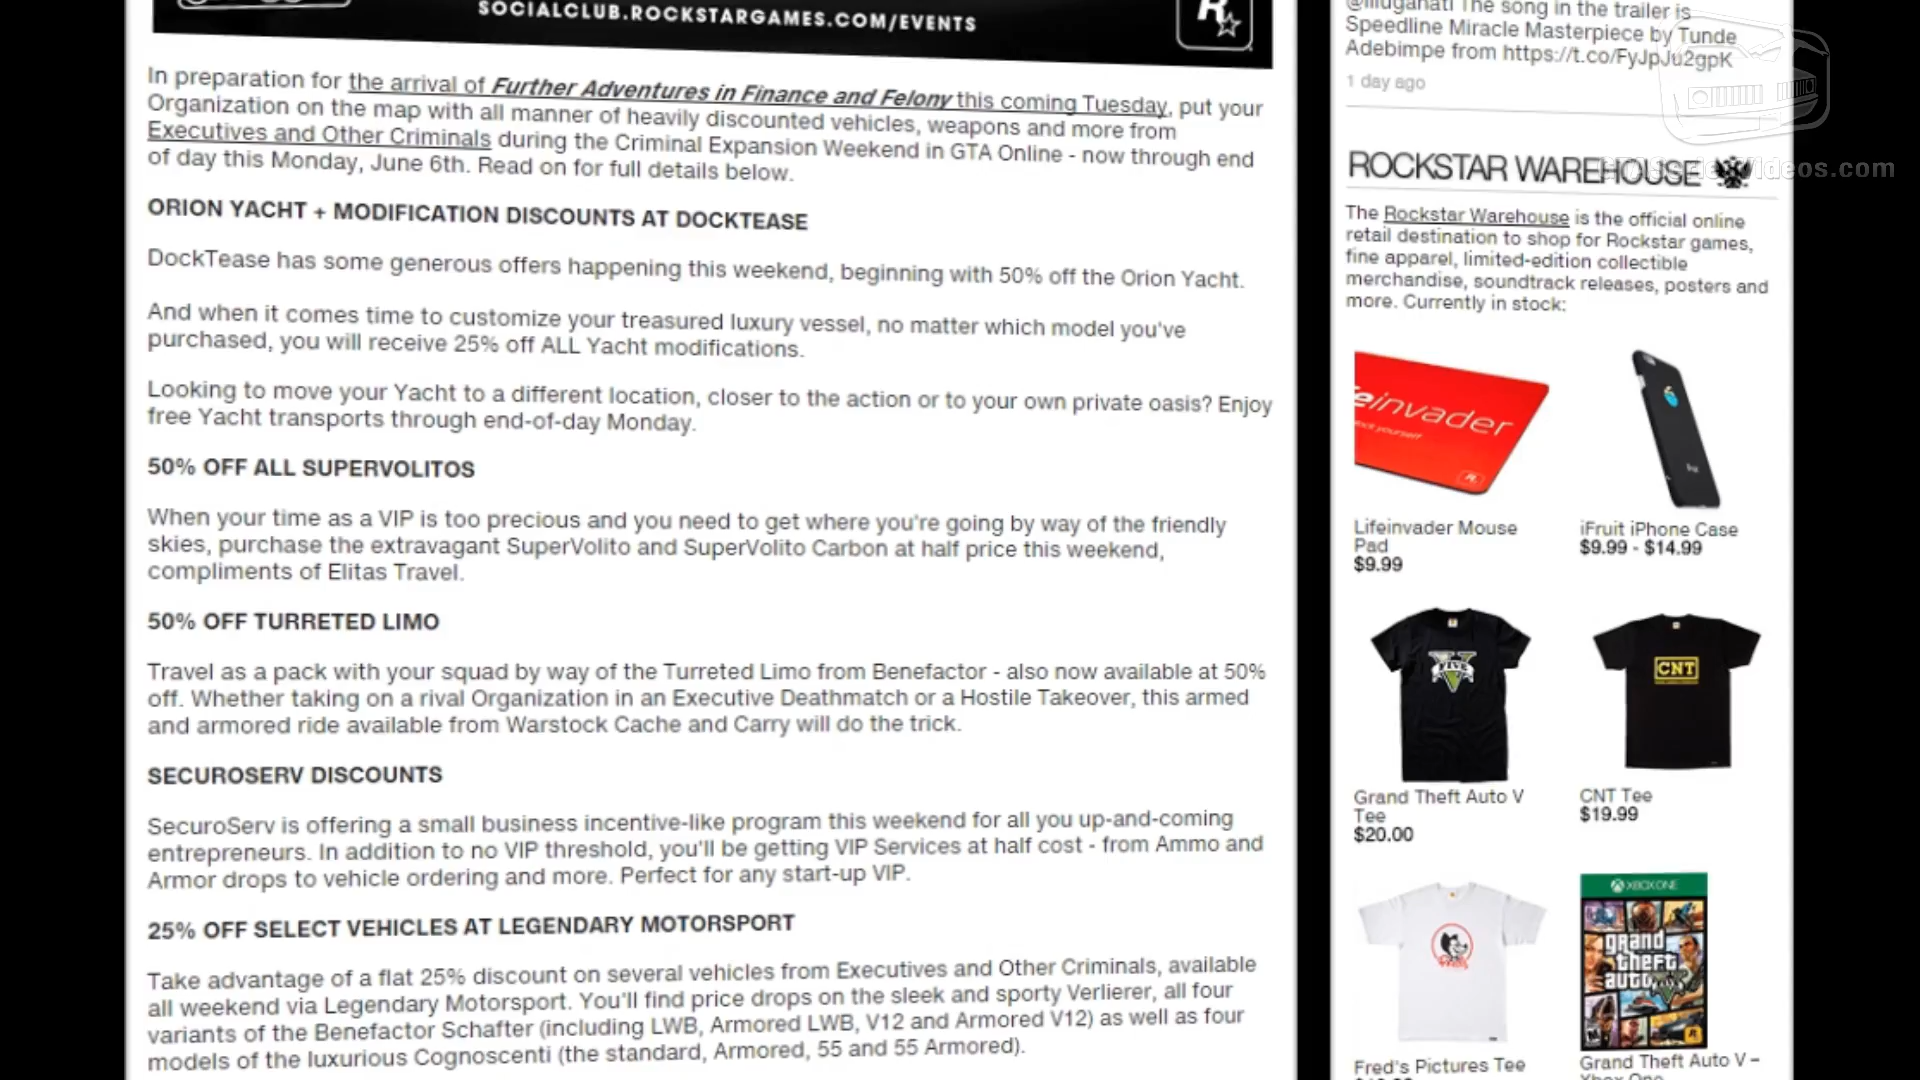 SOCIALCLUB.ROCKSTARGAMES.COM/EVENTS
R
In preparation for the arrival of Further Adventures in Finance and Felony this coming Tuesday, put your
Organization on the map with all manner of heavily discounted vehicles, weapons and more from
Executives and Other Criminals during the Criminal Expansion Weekend in GTA Online - now through end
of day this Monday, June 6th. Read on for full details below.
ORION YACHT + MODIFICATION DISCOUNTS AT DOCKTEASE
DockTease has some generous offers happening this weekend, beginning with 50% off the Orion Yacht.
And when it comes time to customize your treasured luxury vessel, no matter which model you've
purchased, you will receive 25% off ALL Yacht modifications.
Looking to move your Yacht to a different location, closer to the action or to your own private oasis? Enjoy
free Yacht transports through end-of-day Monday.
50% OFF ALL SUPERVOLITOS
When your time as a VIP is too precious and you need to get where you're going by way of the friendly
skies, purchase the extravagant SuperVolito and SuperVolito Carbon at half price this weekend,
compliments of Elitas Travel.
50% OFF TURRETED LIMO
Travel as a pack with your squad by way of the Turreted Limo from Benefactor - also now available at 50%
off. Whether taking on a rival Organization in an Executive Deathmatch or a Hostile Takeover, this armed
and armored ride available from Warstock Cache and Carry will do the trick.
SECUROSERV DISCOUNTS
SecuroServ is offering a small business incentive-like program this weekend for all you up-and-coming
entrepreneurs. In addition to no VIP threshold, you'll be getting VIP Services at half cost - from Ammo and
Armor drops to vehicle ordering and more. Perfect for any start-up VIP.
25% OFF SELECT VEHICLES AT LEGENDARY MOTORSPORT
Take advantage of a flat 25% discount on several vehicles from Executives and Other Criminals, available
all weekend via Legendary Motorsport. You'll find price drops on the sleek and sporty Verlierer, all four
variants of the Benefactor Schafter (including LWB, Armored LWB, V12 and Armored V12) as well as four
models of the luxurious Cognoscenti (the standard, Armored, 55 and 55 Armored).
The song in the trailer is
Speedline Miracle Masterpiece by Tunde
Adebimpe from https://t.co/FyJpJu2gpK
1 day ago
ROCKSTAR WAREHOUSE
The Rockstar Warehouse is the official online
retail destination to shop for Rockstar games,
fine apparel, limited-edition collectible
merchandise, soundtrack releases, posters and
more. Currently in stock:
einvader
yourself
Lifeinvader Mouse
Pad
$9.99
iFruit iPhone Case
$9.99 - $14.99
FIVE
Grand Theft Auto V
Tee
$20.00
CNT
CNT Tee
$19.99
Fred's Pictures Tee
XBOX ONE
grand
theft
auto
Grand Theft Auto V –
Xbox One